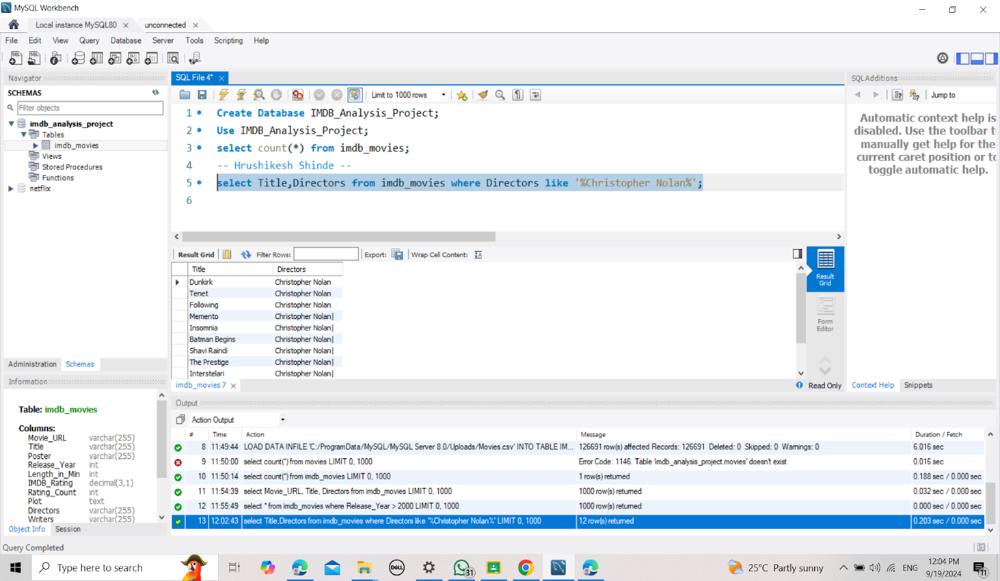 MySQL Workbench
Local instance MySQL80
unconnected
File Edit View Query Database Server Tools Scripting Help
Navigator
SCHEMAS
Filter objects
imdb_analysis_project
Tables
imdb_movies
Views
Stored Procedures
Functions
netflix
Administration Schemas
Information
Table: imdb_movies
Columns:
Movie_URL varchar(255)
Title varchar(255)
Poster varchar(255)
Release_Year int
Length_in_Min int
IMDB_Rating decimal(3,1)
Rating_Count int
Plot text
Directors varchar(255)
Writers varchar(255)
Object Info Session
Query Completed
SQL File 4*
Limit to 1000 rows
1 Create Database IMDB_Analysis_Project;
2 Use IMDB_Analysis_Project;
3 select count(*) from imdb_movies;
4 -- Hrushikesh Shinde --
5 select Title,Directors from imdb_movies where Directors like '%Christopher Nolan%';
6
Result Grid Filter Rows: Export: Wrap Cell Content:
Title Directors
Dunkirk Christopher Nolan
Tenet Christopher Nolan
Following Christopher Nolan
Memento Christopher Nolan|
Insomnia Christopher Nolan|
Batman Begins Christopher Nolan|
Shavi Raindi Christopher Nolan|
The Prestige Christopher Nolan|
Interstelari Christopher Nolan|
Result
Grid
Form
Editor
imdb_movies 7
Read Only
SQLAdditions
Jump to
Automatic context help is
disabled. Use the toolbar t
manually get help for the
current caret position or to
toggle automatic help.
Context Help Snippets
Output
Action Output
# Time Action Message Duration / Fetch
8 11:49:44 LOAD DATA INFILE 'C:/ProgramData/MySQL/MySQL Server 8.0/Uploads/Movies.csv' INTO TABLE IM... 126691 row(s) affected Records: 126691 Deleted: 0 Skipped: 0 Warnings: 0 6.016 sec
9 11:50:00 select count(*) from movies LIMIT 0, 1000 Error Code: 1146. Table 'imdb_analysis_project.movies' doesn't exist 0.016 sec
10 11:50:14 select count(*) from imdb_movies LIMIT 0, 1000 1 row(s) returned 0.188 sec / 0.000 sec
11 11:54:39 select Movie_URL, Title, Directors from imdb_movies LIMIT 0, 1000 1000 row(s) returned 0.032 sec / 0.000 sec
12 11:55:49 select * from imdb_movies where Release_Year > 2000 LIMIT 0, 1000 1000 row(s) returned 0.000 sec / 0.000 sec
13 12:02:43 select Title,Directors from imdb_movies where Directors like '%Christopher Nolan%' LIMIT 0, 1000 12 row(s) returned 0.203 sec / 0.000 sec
Type here to search
DELL
31
25°C Partly sunny
ENG
12:04 PM
9/19/2024
11